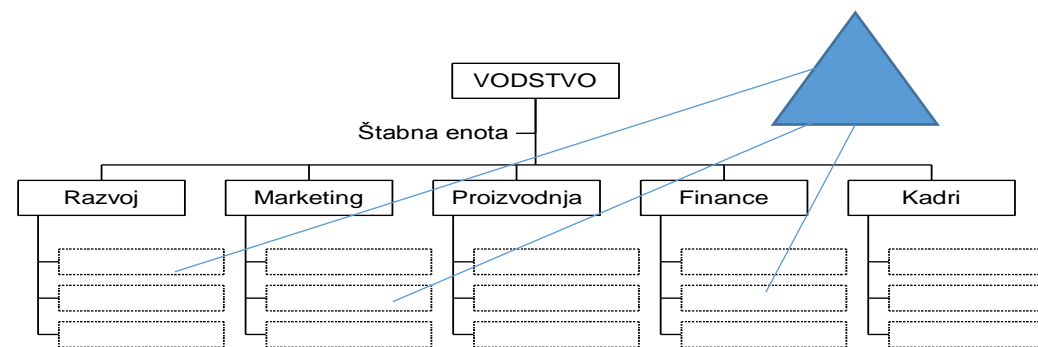 VODSTVO
Štabna enota
Razvoj
Marketing
Proizvodnja
Finance
Kadri